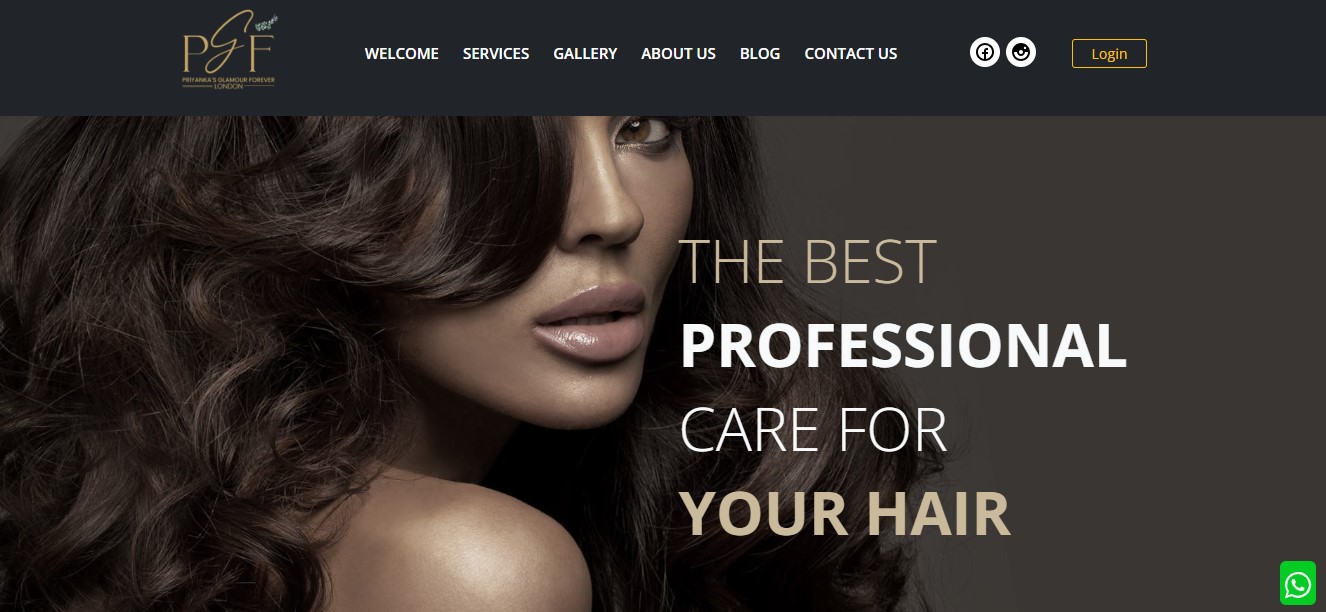 PGF
PRIYANKA'S GLAMOUR FOREVER
LONDON
WELCOME SERVICES GALLERY ABOUT US BLOG CONTACT US
Login
THE BEST
PROFESSIONAL
CARE FOR
YOUR HAIR